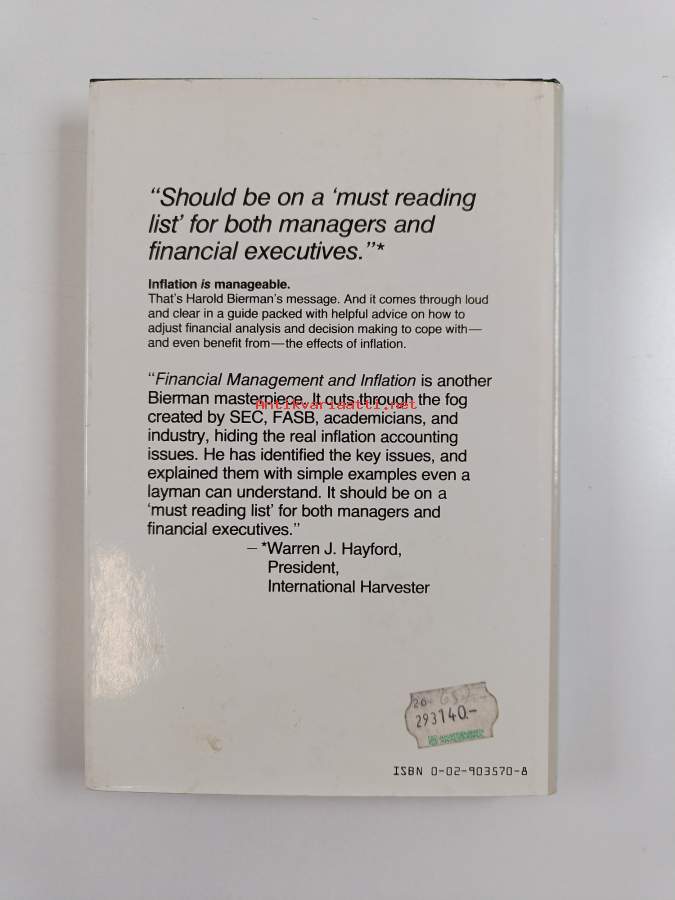 “Should be on a ‘must reading
list’ for both managers and
financial executives.”*
Inflation is manageable.
That’s Harold Bierman’s message. And it comes through loud
and clear in a guide packed with helpful advice on how to
adjust financial analysis and decision making to cope with—
and even benefit from—the effects of inflation.
“Financial Management and Inflation is another
Bierman masterpiece. It cuts through the fog
Antikvariaatti.net
created by SEC, FASB, academicians, and
industry, hiding the real inflation accounting
issues. He has identified the key issues, and
explained them with simple examples even a
layman can understand. It should be on a
‘must reading list’ for both managers and
financial executives.”
– *Warren J. Hayford,
President,
International Harvester
26
293140.-
ISBN 0-02-903570-8